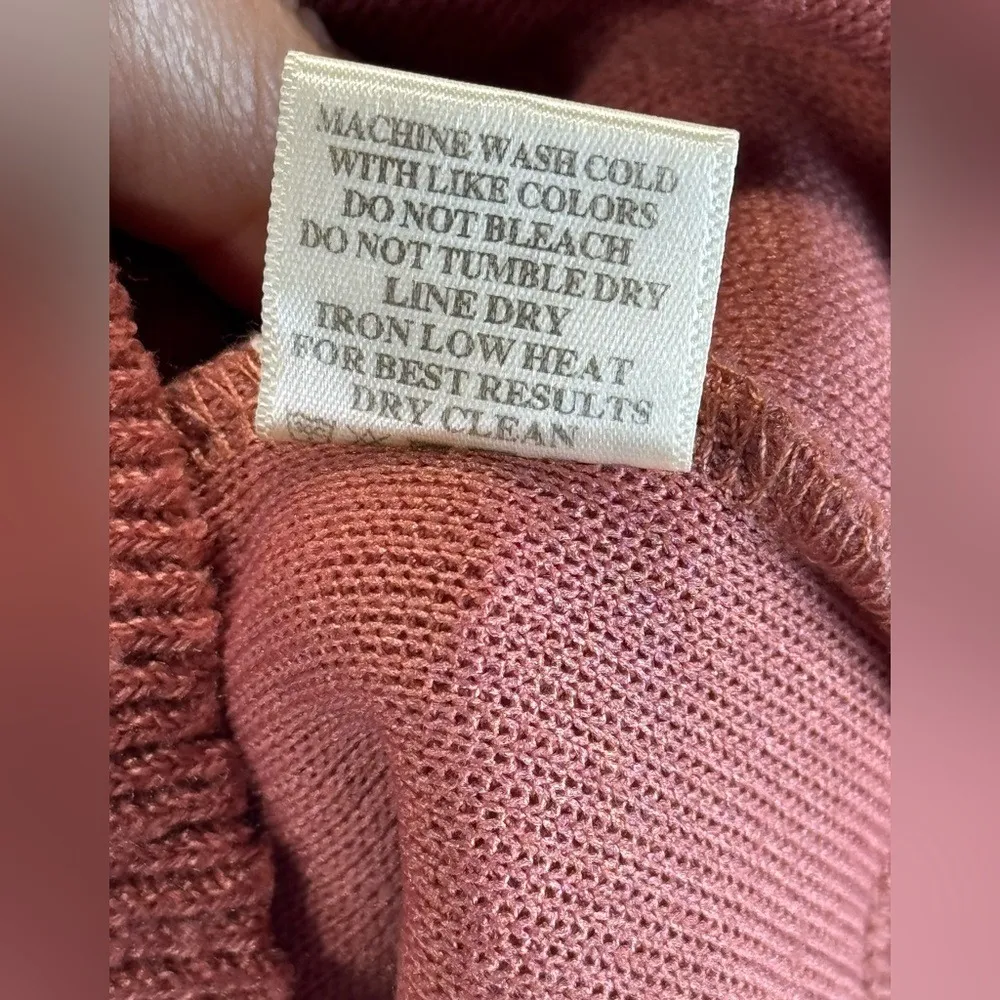 MACHINE WASH COLD
WITH LIKE COLORS
DO NOT BLEACH
DO NOT TUMBLE DRY
LINE DRY
IRON LOW HEAT
FOR BEST RESULTS
DRY CLEAN